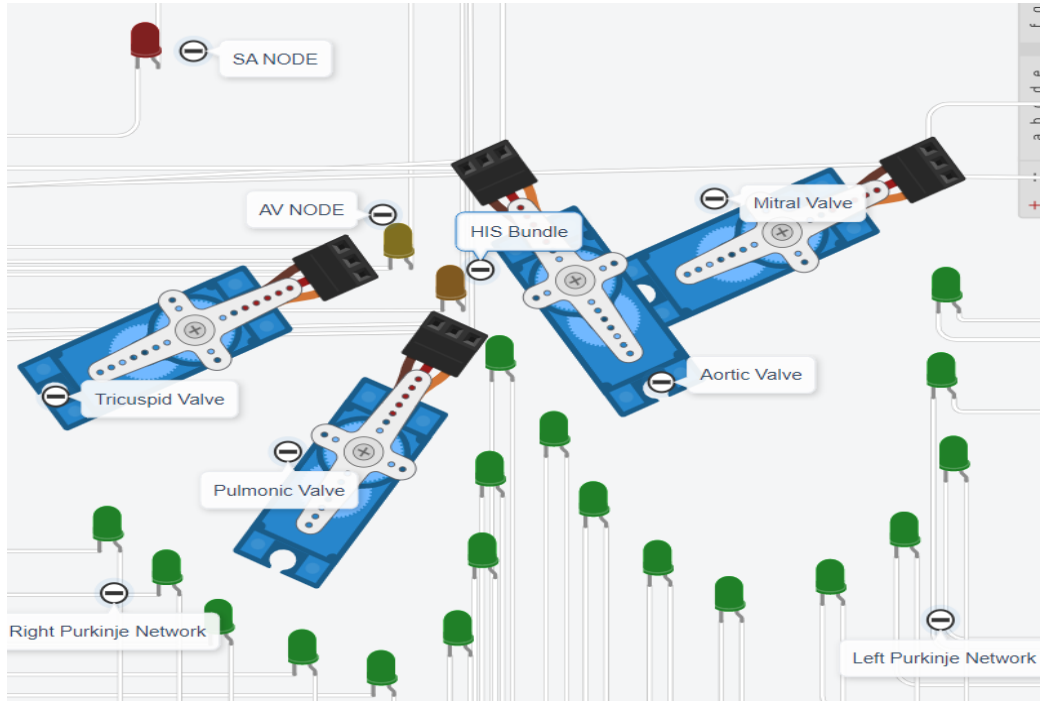 SA NODE
AV NODE
HIS Bundle
Mitral Valve
Tricuspid Valve
Aortic Valve
Pulmonic Valve
Right Purkinje Network
Left Purkinje Network
a b c d e
+ -